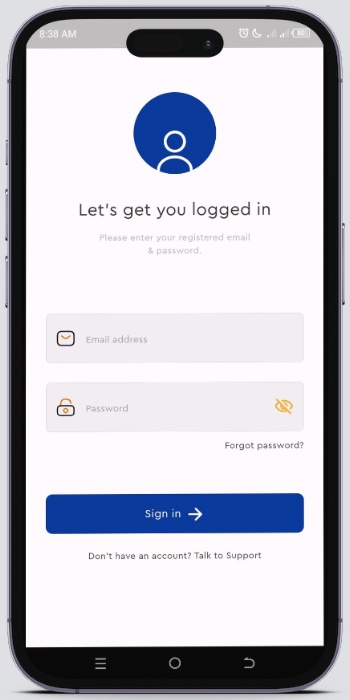 8:38 AM
Let's get you logged in
Please enter your registered email
& password.
Email address
Password
Forgot password?
Sign in
Don't have an account? Talk to Support